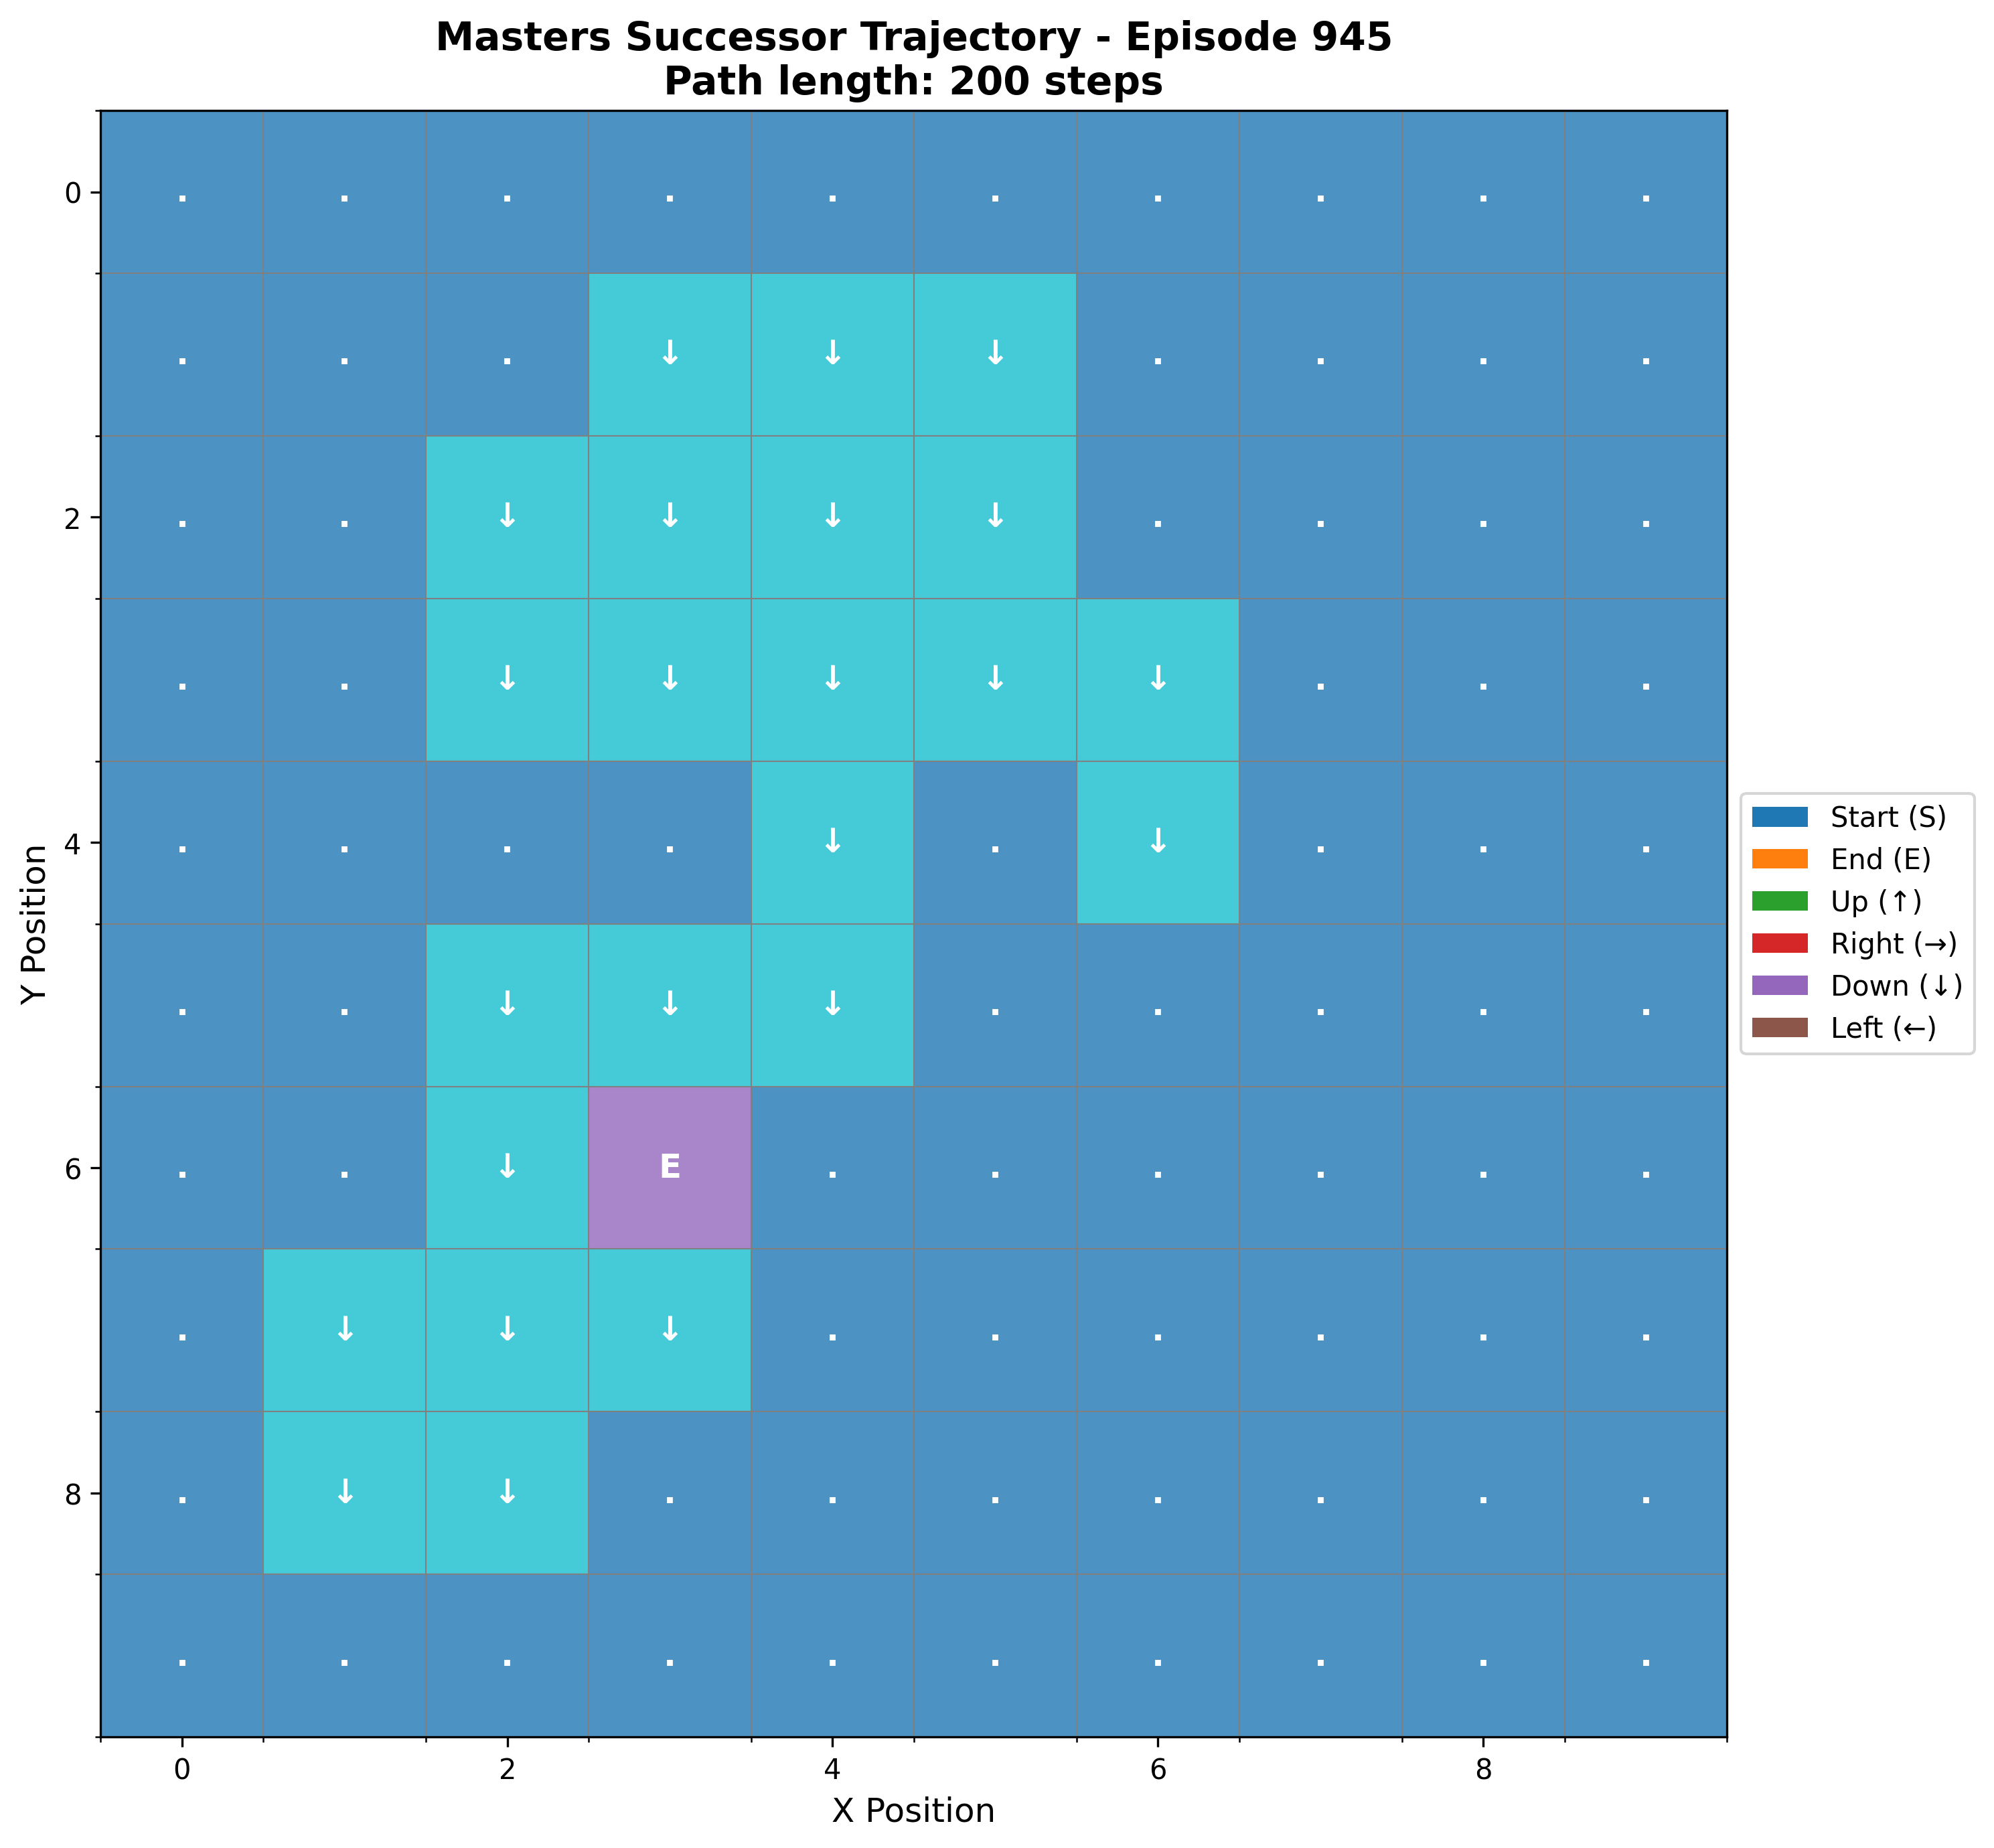 Masters Successor Trajectory - Episode 945
Path length: 200 steps
0 . . . . . . . . . .
. . . ↓ ↓ ↓ . . . .
2 . . ↓ ↓ ↓ ↓ . . . .
. . ↓ ↓ ↓ ↓ ↓ . . .
4 . . . . ↓ . ↓ . . .
. . ↓ ↓ ↓ . . . . .
6 . . ↓ E . . . . . .
. ↓ ↓ ↓ . . . . . .
8 . ↓ ↓ . . . . . . .
. . . . . . . . . .
0 2 4 6 8
X Position
Y Position
Start (S)
End (E)
Up (↑)
Right (→)
Down (↓)
Left (←)